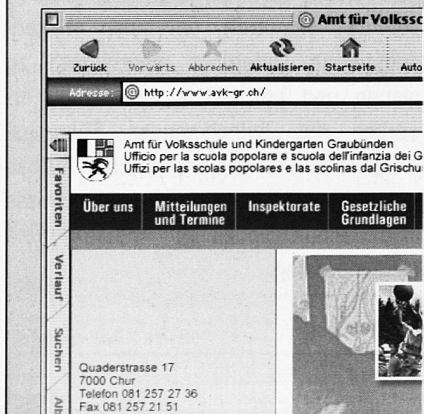 Amt für Volkssc
Zurück Vorwärts Abbrechen Aktualisieren Startseite Auto
Adresse: http://www.avk-gr.ch/
Amt für Volksschule und Kindergarten Graubünden
Ufficio per la scuola popolare e scuola dell'infanzia dei G
Uffizi per las scolas popolares e las scolinas dal Grischu
Favoriten
Über uns
Mitteilungen
und Termine
Inspektorate
Gesetzliche
Grundlagen
Verlauf
Suchen
Quaderstrasse 17
7000 Chur
Telefon 081 257 27 36
Fax 081 257 21 51